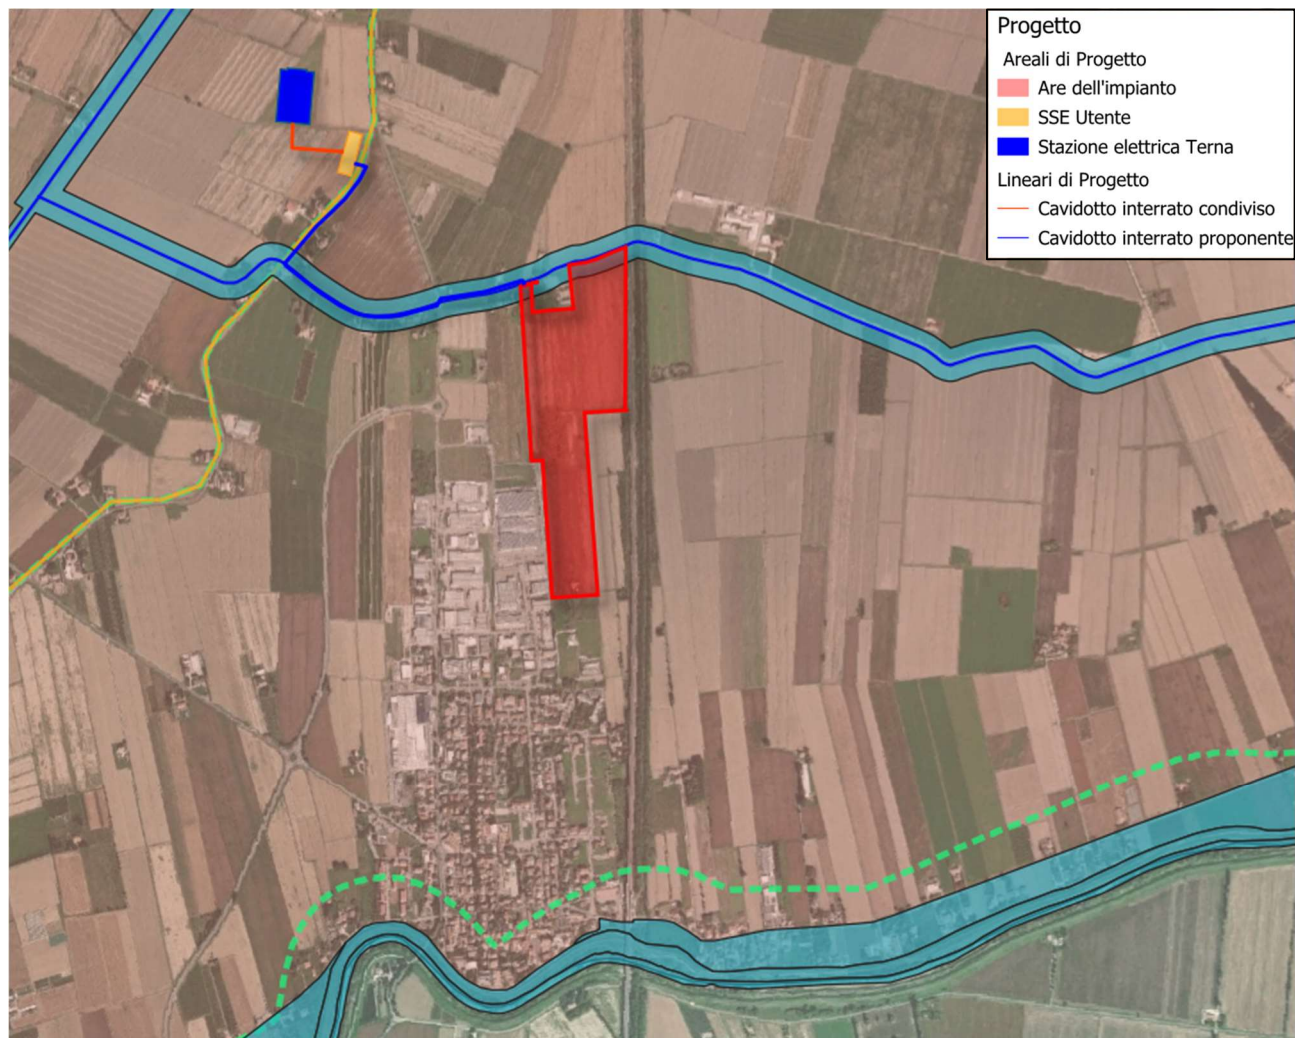 Progetto
Areali di Progetto
Are dell'impianto
SSE Utente
Stazione elettrica Terna
Lineari di Progetto
Cavidotto interrato condiviso
Cavidotto interrato proponente